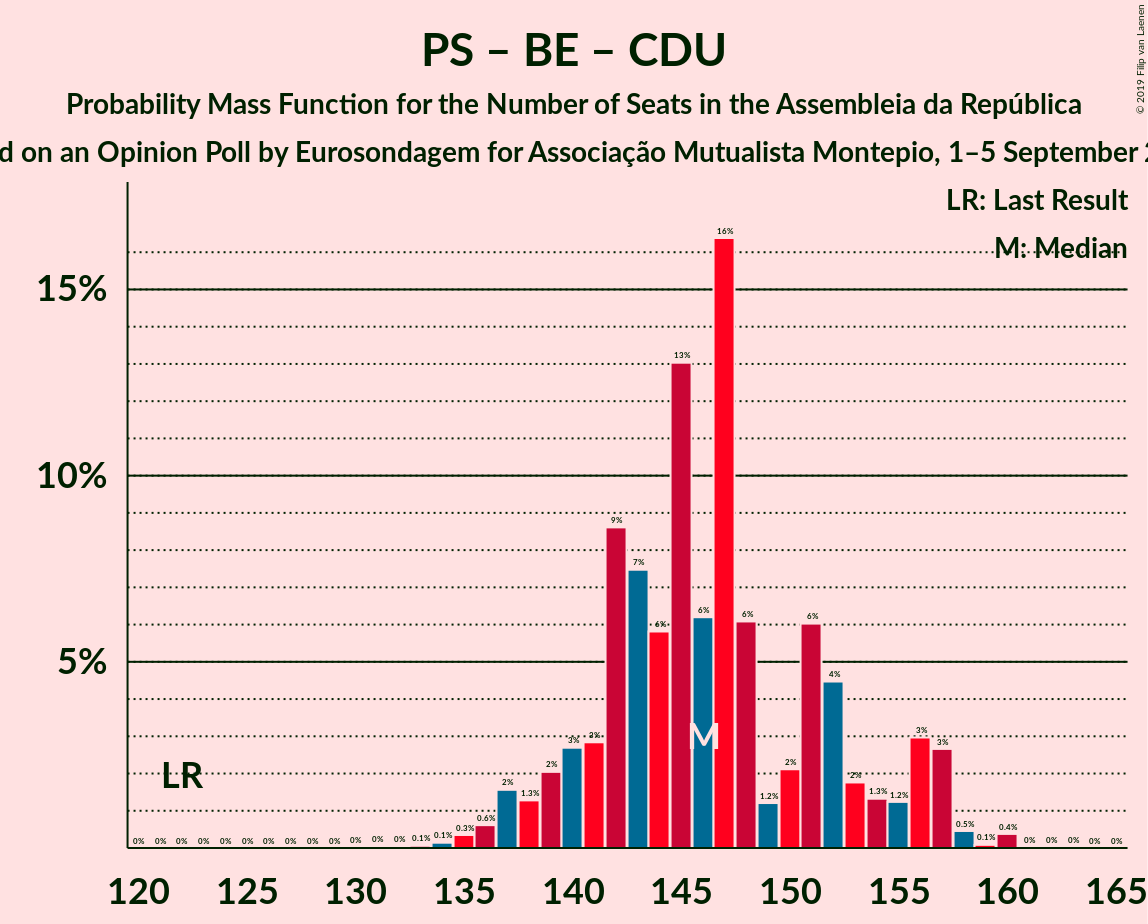 PS – BE – CDU
Probability Mass Function for the Number of Seats in the Assembleia da República
on an Opinion Poll by Eurosondagem for Associação Mutualista Montepio, 1–5 September
© 2019 Filip van Laenen
LR: Last Result
M: Median
15%
10%
5%
LR
M
0% 0% 0% 0% 0% 0% 0% 0% 0% 0% 0% 0% 0% 0.1% 0.1% 0.3% 0.6% 2% 1.3% 2% 3% 3% 9% 7% 6% 13% 6% 16% 6% 1.2% 2% 6% 4% 2% 1.3% 1.2% 3% 3% 0.5% 0.1% 0.4% 0% 0% 0% 0% 0%
120 125 130 135 140 145 150 155 160 165